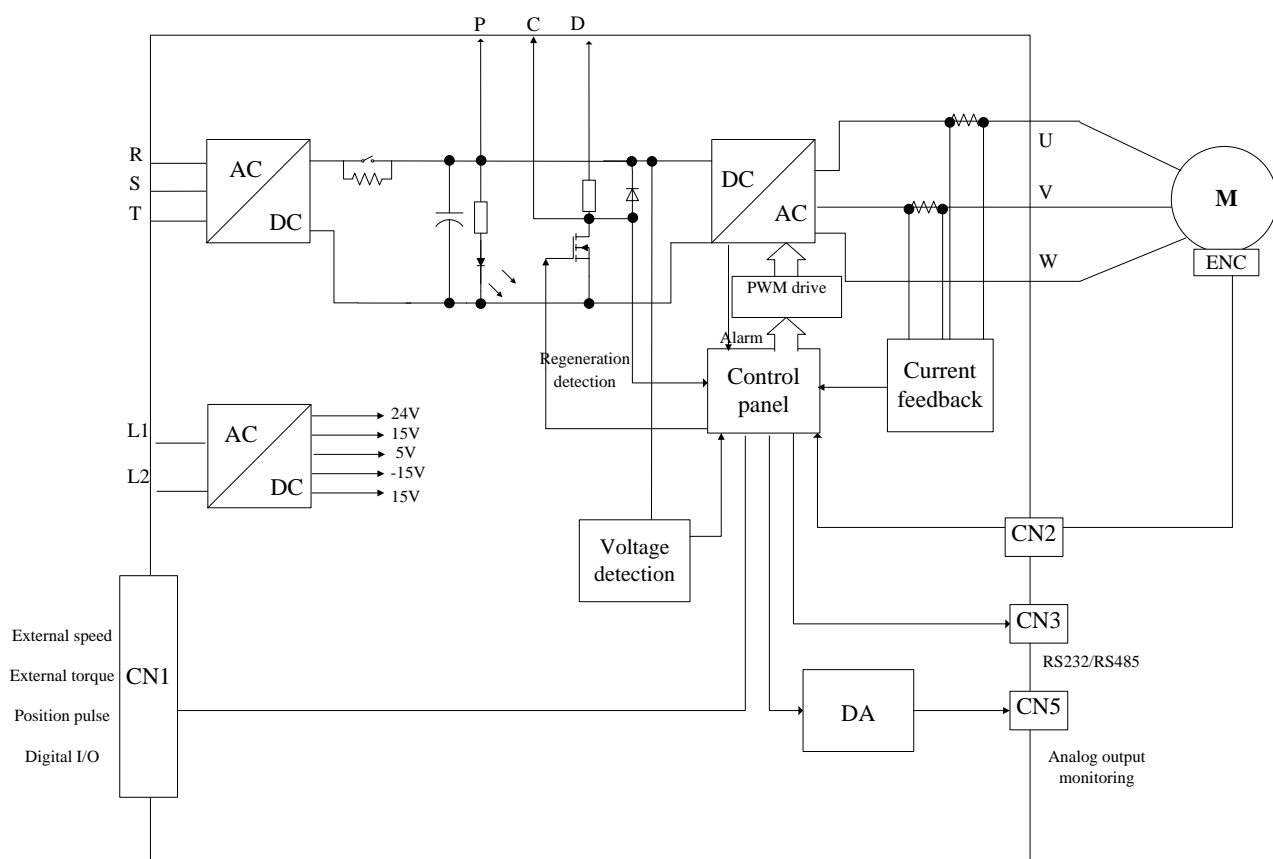 P C D
R
S
T
AC
DC
DC
AC
U
V
W
M
ENC
PWM drive
Alarm
Regeneration
detection
Control
panel
Current
feedback
L1
L2
AC
DC
24V
15V
5V
-15V
15V
Voltage
detection
CN2
CN3
RS232/RS485
CN5
Analog output
monitoring
DA
External speed
External torque
Position pulse
Digital I/O
CN1